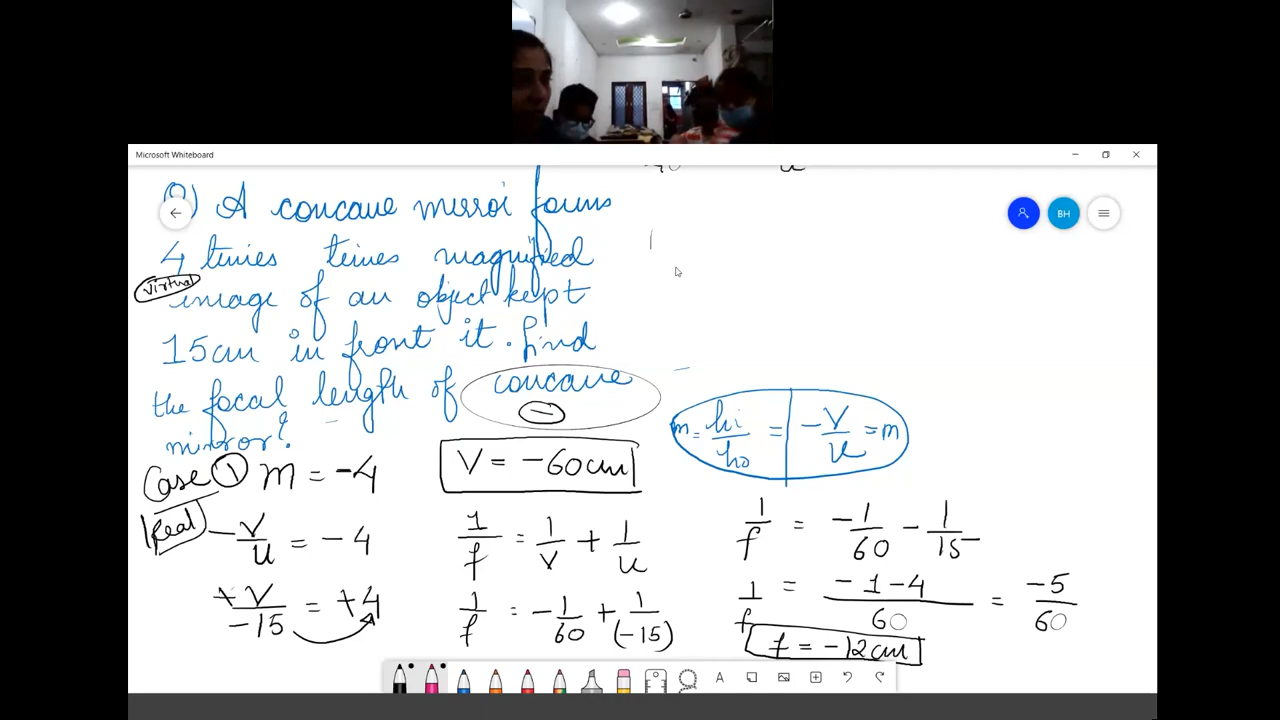 Microsoft Whiteboard
BH
Q) A concave mirror forms
4 times times magnified
virtual
image of an object kept
15cm in front it. find
the focal length of concave
−
mirror?
m = hi/ho = -v/u = m
Case 1 m = -4
Real
-v/u = -4
+v/-15 = +4
V = -60cm
1/f = 1/v + 1/u
1/f = -1/60 + 1/(-15)
1/f = -1/60 - 1/15
1/f = -1-4/60 = -5/60
f = -12cm
A